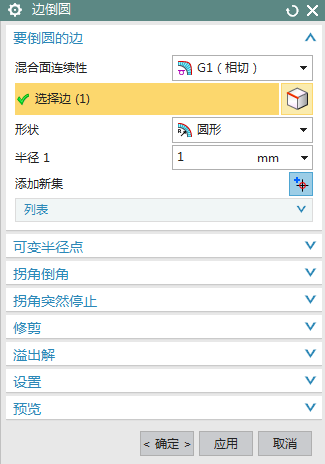 边倒圆
要倒圆的边
混合面连续性 G1（相切）
选择边 (1)
形状 圆形
半径 1 1 mm
添加新集
列表
可变半径点
拐角倒角
拐角突然停止
修剪
溢出解
设置
预览
< 确定 > 应用 取消